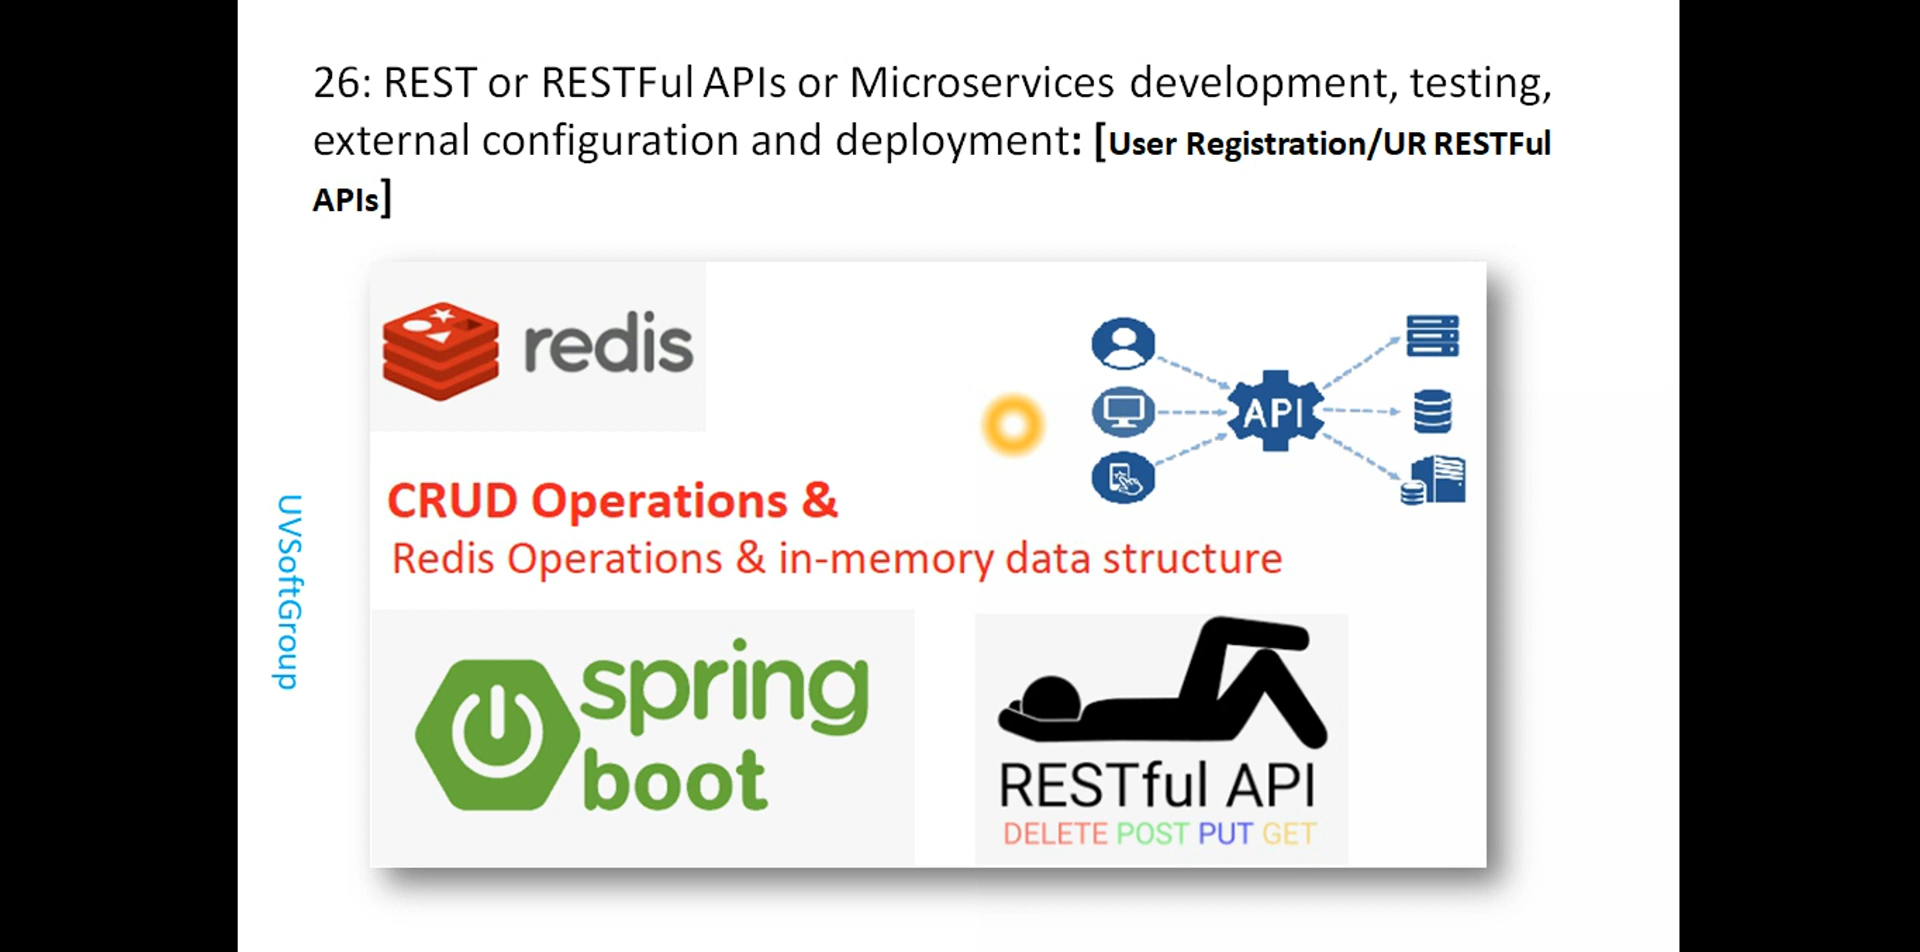 26: REST or RESTFul APIs or Microservices development, testing,
external configuration and deployment: [User Registration/UR RESTFul
APIs]
redis
API
CRUD Operations &
Redis Operations & in-memory data structure
UVSoftGroup
spring
boot
RESTful API
DELETE POST PUT GET